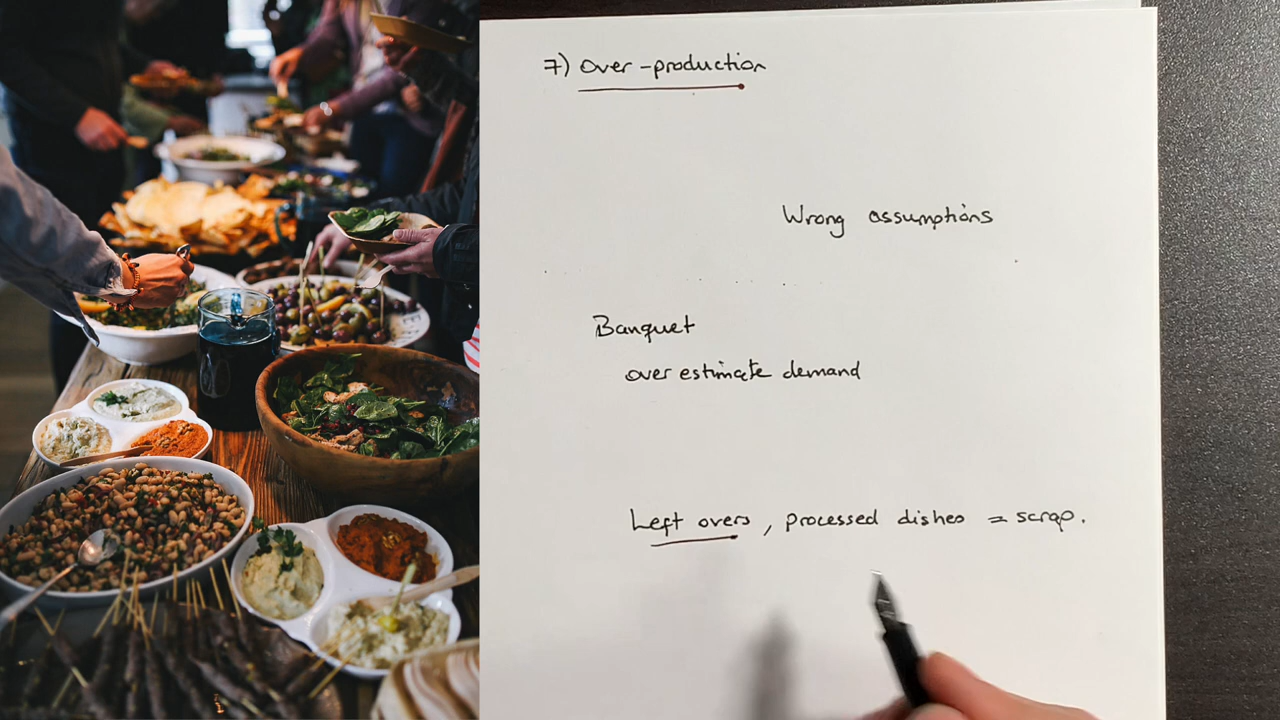 7) Over-production
Wrong assumptions
Banquet
over estimate demand
Left overs, processed dishes = scrap.